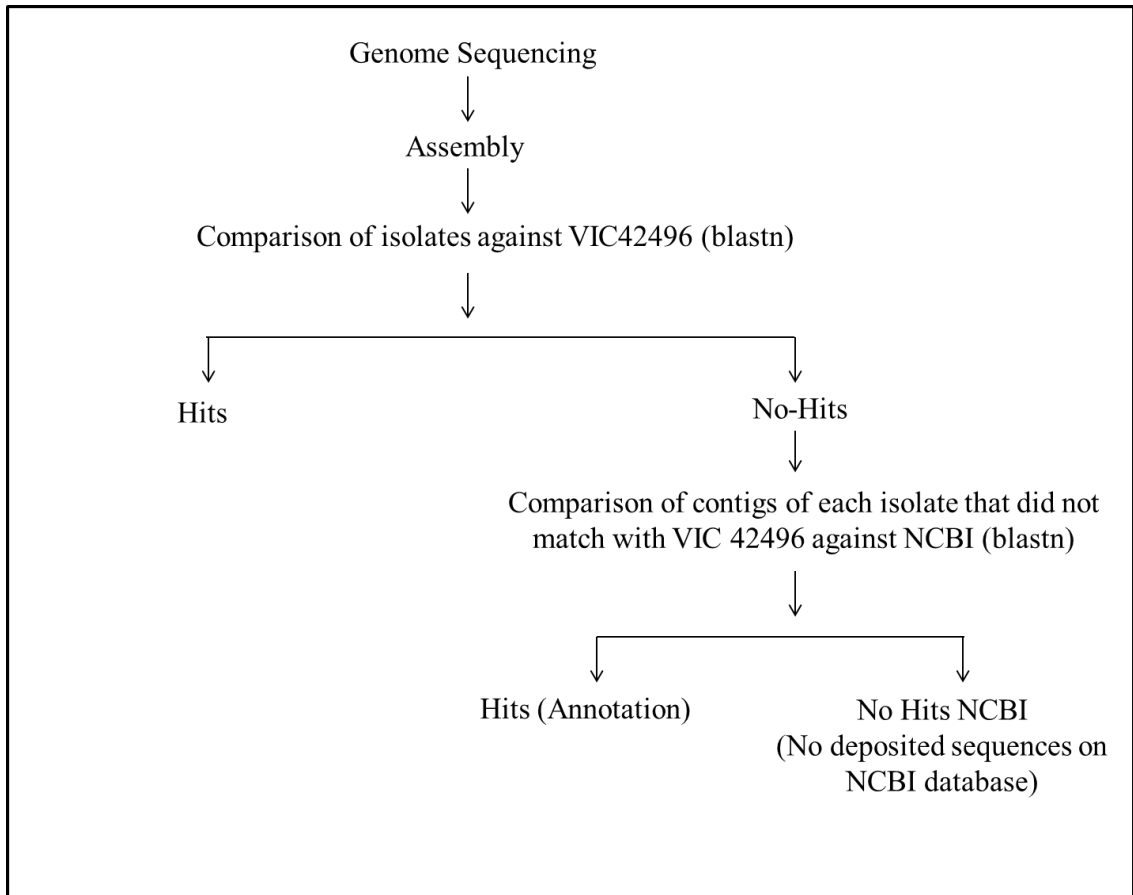 Genome Sequencing
Assembly
Comparison of isolates against VIC42496 (blastn)
Hits
No-Hits
Comparison of contigs of each isolate that did not
match with VIC 42496 against NCBI (blastn)
Hits (Annotation)
No Hits NCBI
(No deposited sequences on
NCBI database)